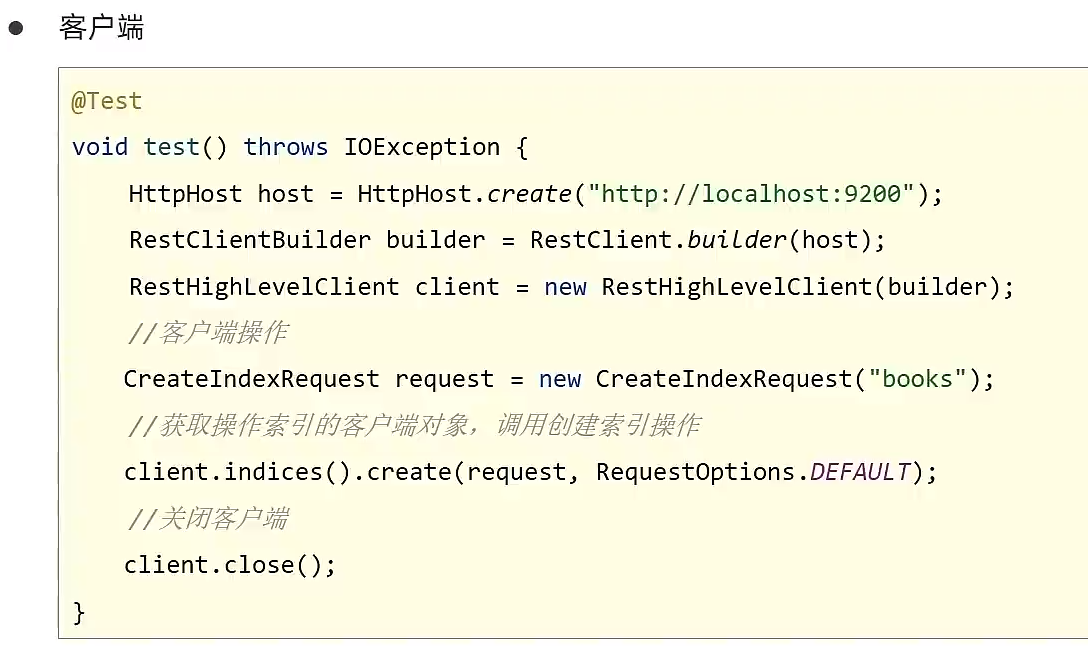 客户端
@Test
void test() throws IOException {
HttpHost host = HttpHost.create("http://localhost:9200");
RestClientBuilder builder = RestClient.builder(host);
RestHighLevelClient client = new RestHighLevelClient(builder);
//客户端操作
CreateIndexRequest request = new CreateIndexRequest("books");
//获取操作索引的客户端对象，调用创建索引操作
client.indices().create(request, RequestOptions.DEFAULT);
//关闭客户端
client.close();
}